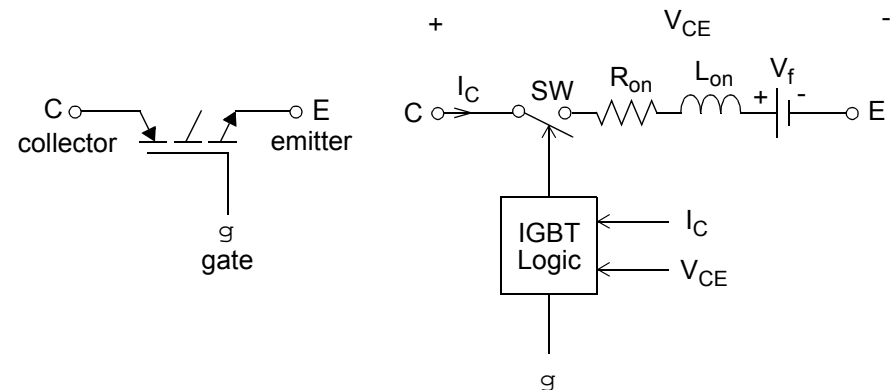 C
collector
E
emitter
g
gate
+ V_CE -
C
I_C
SW
R_on
L_on
V_f
+ -
E
IGBT
Logic
I_C
V_CE
g